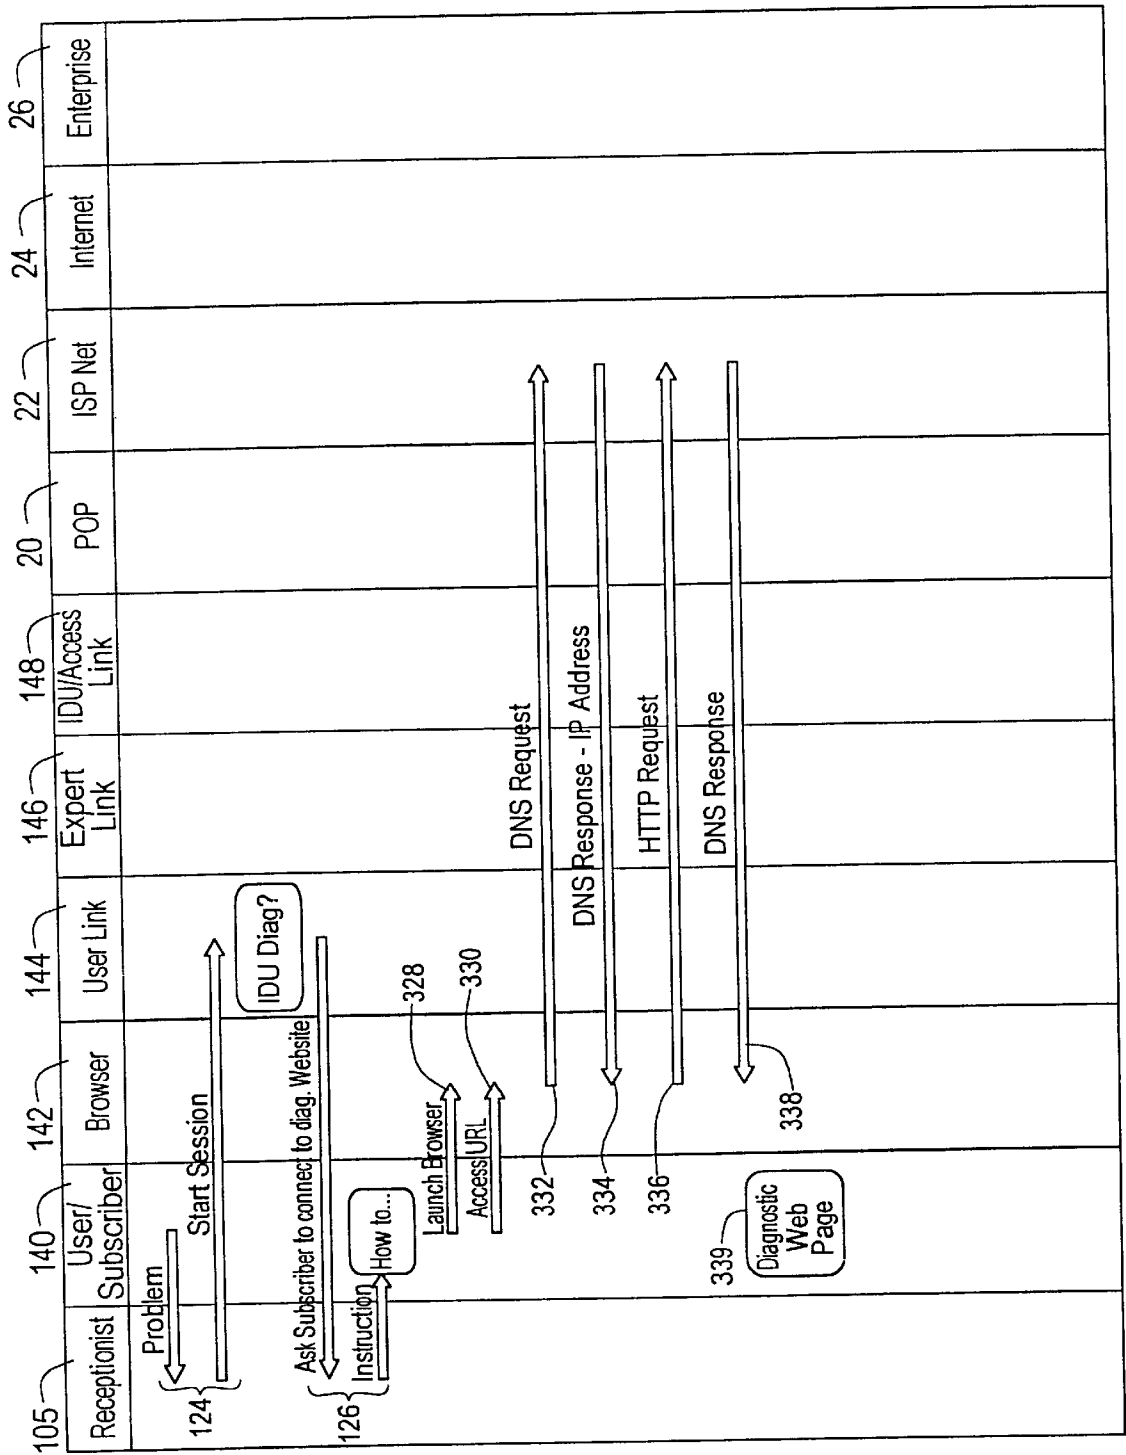 105
140
142
144
146
148
20
22
24
26
Receptionist
User/
Subscriber
Browser
User Link
Expert
Link
IDU/Access
Link
POP
ISP Net
Internet
Enterprise
Problem
Start Session
124
IDU Diag?
Ask Subscriber to connect to diag. Website
Instruction
How to...
126
Launch Browser
328
Access URL
330
DNS Request
332
DNS Response - IP Address
334
HTTP Request
336
DNS Response
338
339
Diagnostic
Web
Page